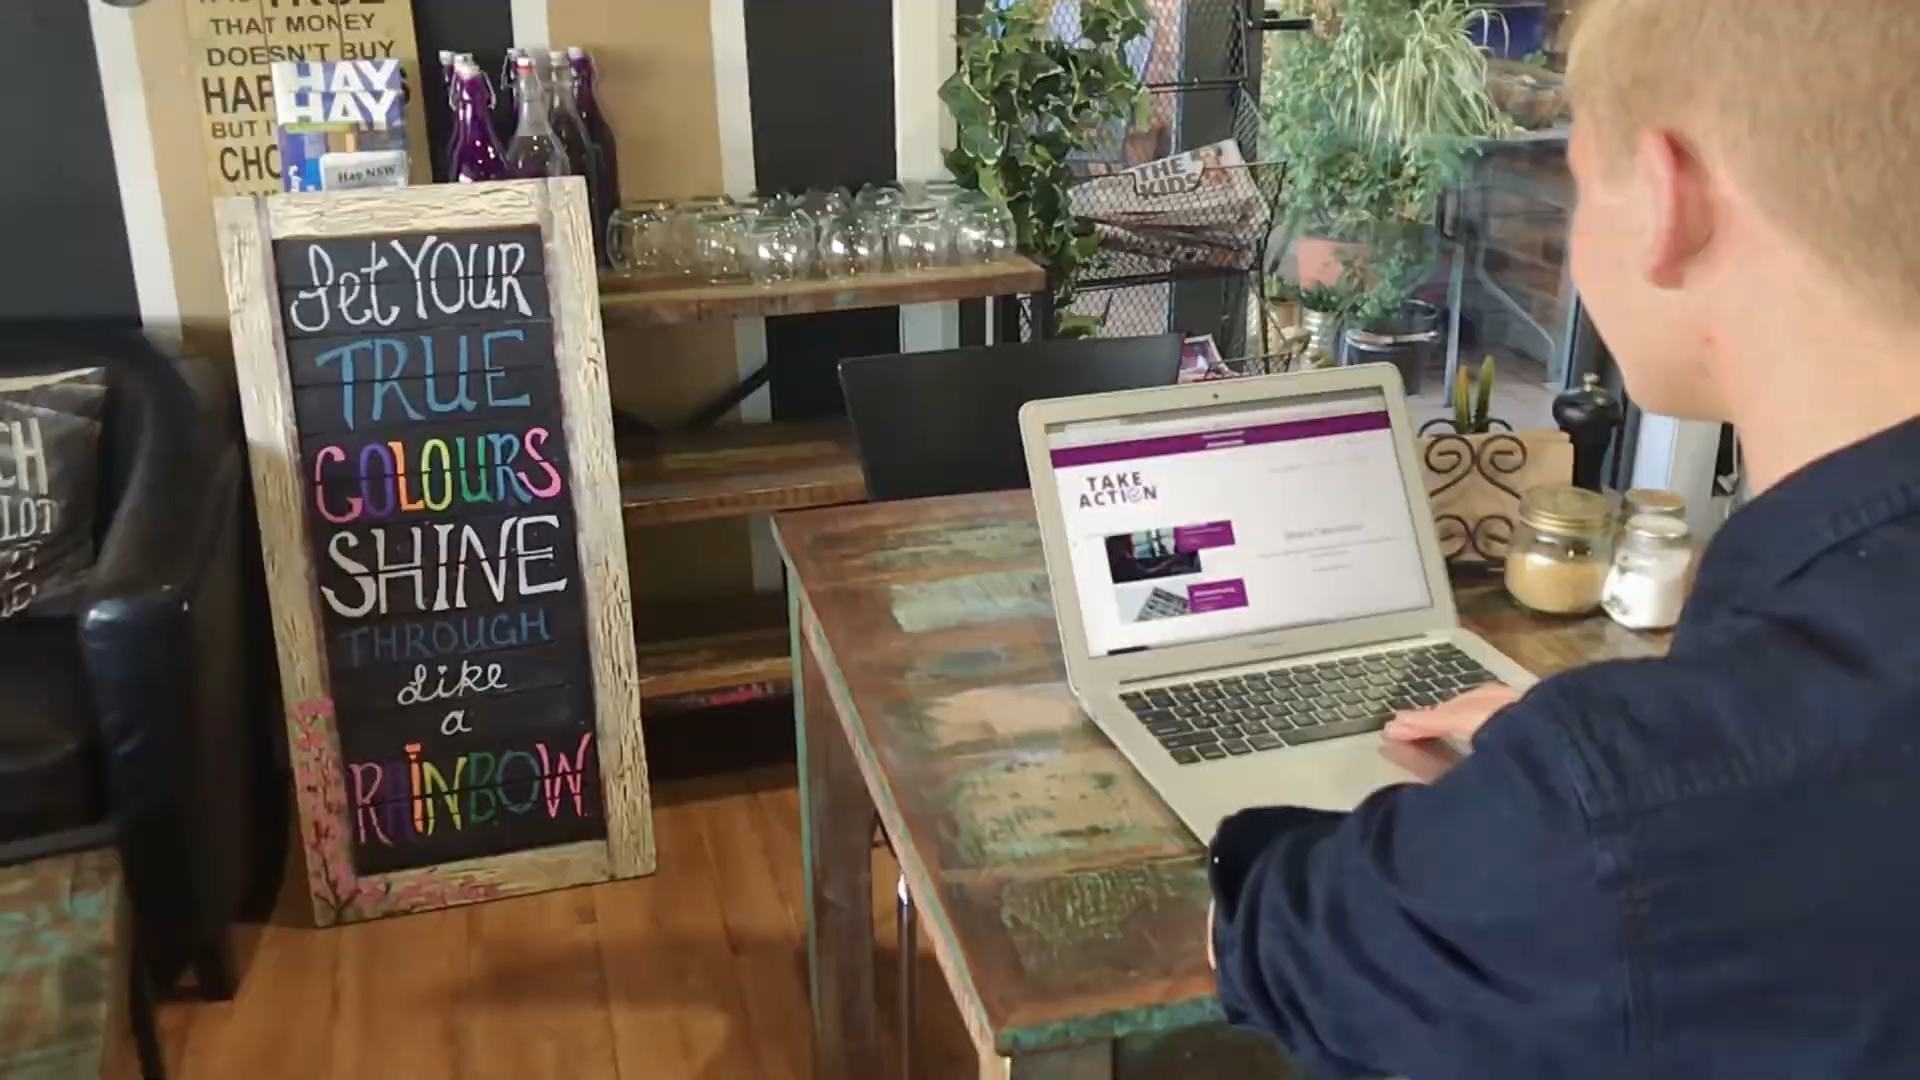 THAT MONEY
DOESN'T BUY
HAY
HAY
Hay NSW
let YOUR
TRUE
COLOURS
SHINE
THROUGH
like
a
RAINBOW
THE
KIDS
TAKE
ACTION